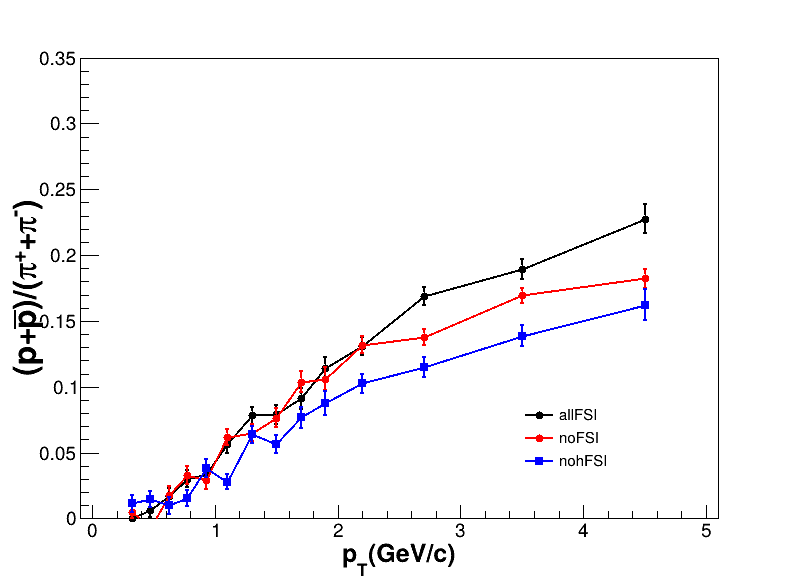 0.35
0.3
0.25
0.2
0.15
0.1
0.05
0
(p+p̅)/(π⁺+π⁻)
allFSI
noFSI
nohFSI
0 1 2 3 4 5
p_T(GeV/c)